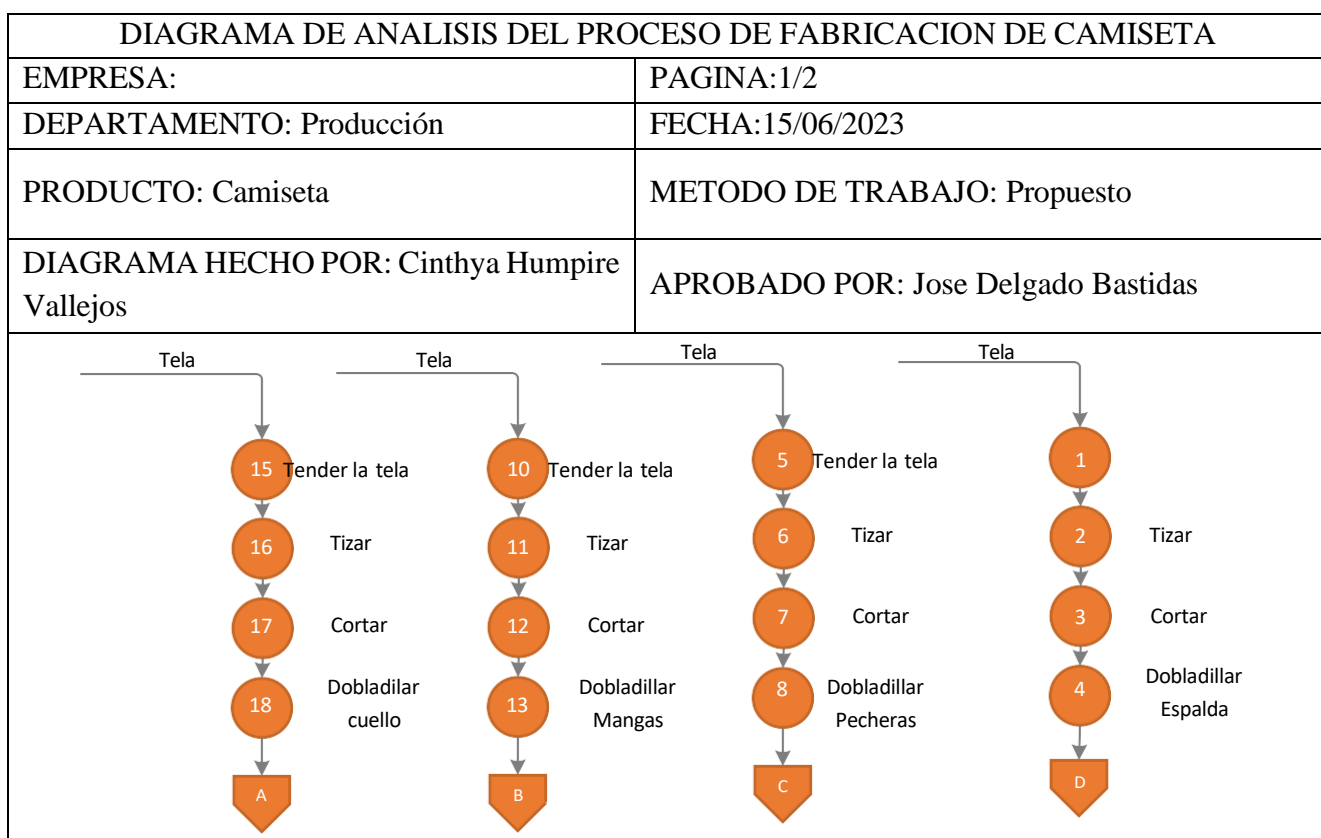 DIAGRAMA DE ANALISIS DEL PROCESO DE FABRICACION DE CAMISETA
EMPRESA:
PAGINA:1/2
DEPARTAMENTO: Producción
FECHA:15/06/2023
PRODUCTO: Camiseta
METODO DE TRABAJO: Propuesto
DIAGRAMA HECHO POR: Cinthya Humpire
Vallejos
APROBADO POR: Jose Delgado Bastidas
Tela
Tela
Tela
Tela
15 Tender la tela
10 Tender la tela
5 Tender la tela
1
16 Tizar
11 Tizar
6 Tizar
2 Tizar
17 Cortar
12 Cortar
7 Cortar
3 Cortar
18 Dobladilar
cuello
13 Dobladillar
Mangas
8 Dobladillar
Pecheras
4 Dobladillar
Espalda
A
B
C
D